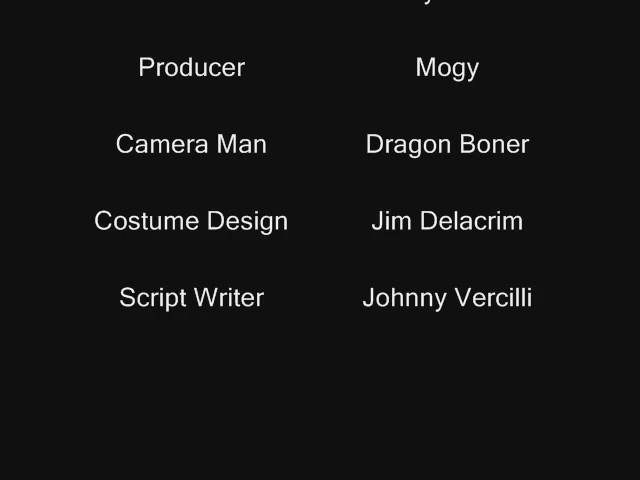 Producer Mogy
Camera Man Dragon Boner
Costume Design Jim Delacrim
Script Writer Johnny Vercilli